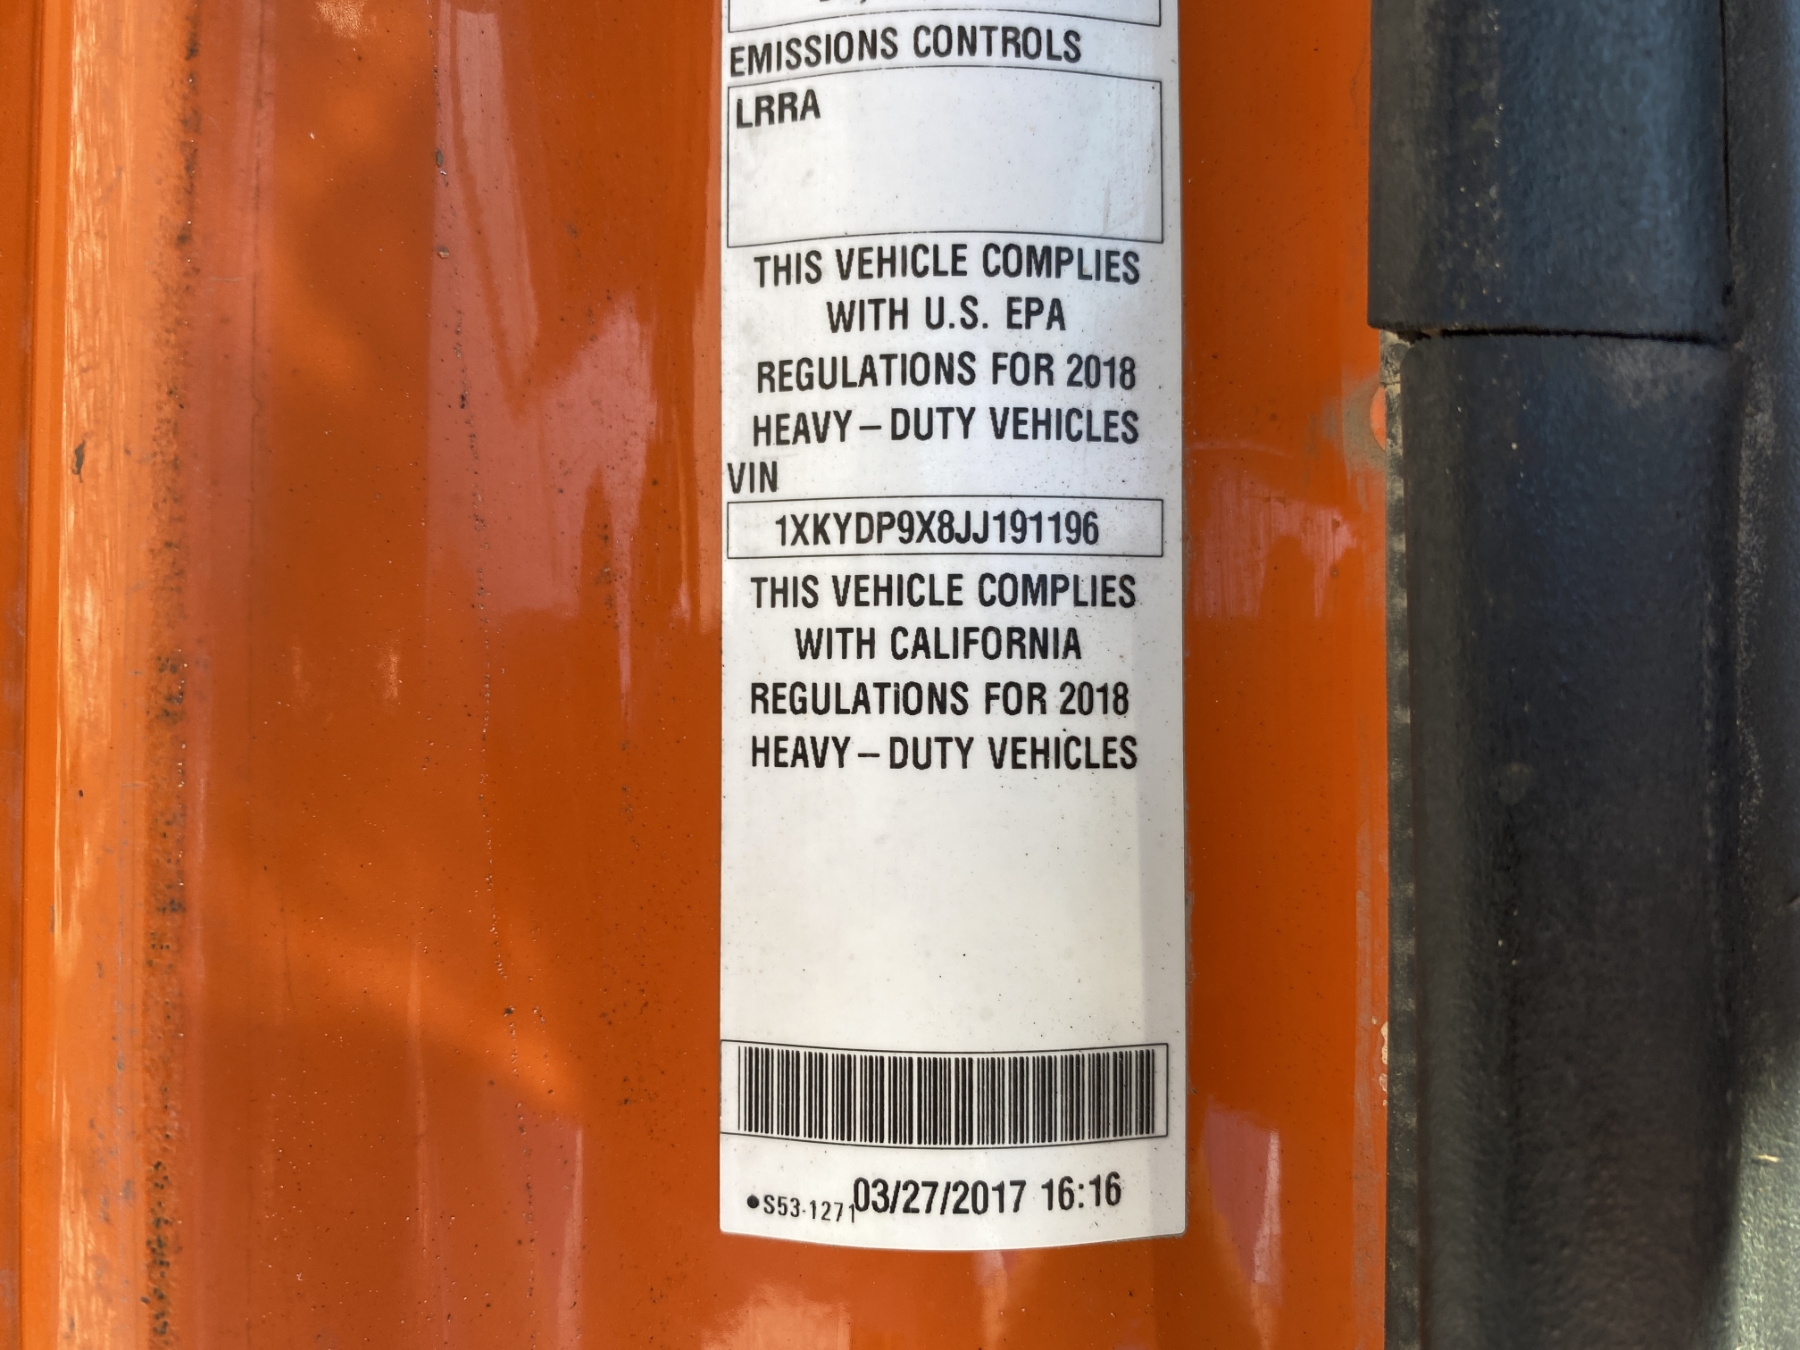 EMISSIONS CONTROLS
LRRA
THIS VEHICLE COMPLIES
WITH U.S. EPA
REGULATIONS FOR 2018
HEAVY–DUTY VEHICLES
VIN
1XKYDP9X8JJ191196
THIS VEHICLE COMPLIES
WITH CALIFORNIA
REGULATIONS FOR 2018
HEAVY–DUTY VEHICLES
•S53-1271 03/27/2017 16:16